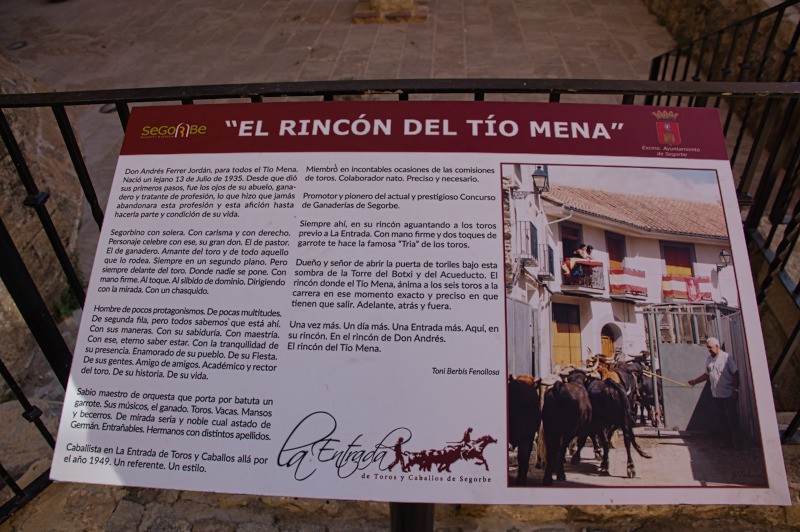 SeGoRBe
“EL RINCÓN DEL TÍO MENA”
Excmo. Ayuntamiento
de Segorbe
Don Andrés Ferrer Jordán, para todos el Tío Mena.
Nació un lejano 13 de Julio de 1935. Desde que dió
sus primeros pasos, fue los ojos de su abuelo, gana-
dero y tratante de profesión, lo que hizo que jamás
abandonara esta profesión y esta afición hasta
hacerla parte y condición de su vida.
Segorbino con solera. Con carisma y con derecho.
Personaje celebre con ese, su gran don. El de pastor.
El de ganadero. Amante del toro y de todo aquello
que lo rodea. Siempre en un segundo plano. Pero
siempre delante del toro. Donde nadie se pone. Con
mano firme. Al toque. Al silbido de dominio. Dirigiendo
con la mirada. Con un chasquido.
Hombre de pocos protagonismos. De pocas multitudes.
De segunda fila, pero todos sabemos que está ahí.
Con sus maneras. Con su sabiduría. Con maestría.
Con ese, eterno saber estar. Con la tranquilidad de
su presencia. Enamorado de su pueblo. De su Fiesta.
De sus gentes. Amigo de amigos. Académico y rector
del toro. De su historia. De su vida.
Sabio maestro de orquesta que porta por batuta un
garrote. Sus músicos, el ganado. Toros. Vacas. Mansos
y becerros. De mirada seria y noble cual astado de
Germán. Entrañables. Hermanos con distintos apellidos.
Caballista en La Entrada de Toros y Caballos allá por
el año 1949. Un referente. Un estilo.
Miembro en incontables ocasiones de las comisiones
de toros. Colaborador nato. Preciso y necesario.
Promotor y pionero del actual y prestigioso Concurso
de Ganaderías de Segorbe.
Siempre ahí, en su rincón aguantando a los toros
previo a La Entrada. Con mano firme y dos toques de
garrote te hace la famosa “Tria” de los toros.
Dueño y señor de abrir la puerta de toriles bajo esta
sombra de la Torre del Botxi y del Acueducto. El
rincón donde el Tío Mena, ánima a los seis toros a la
carrera en ese momento exacto y preciso en que
tienen que salir. Adelante, atrás y fuera.
Una vez más. Un día más. Una Entrada más. Aquí, en
su rincón. En el rincón de Don Andrés.
El rincón del Tío Mena.
Toni Berbís Fenollosa
la Entrada
de Toros y Caballos de Segorbe